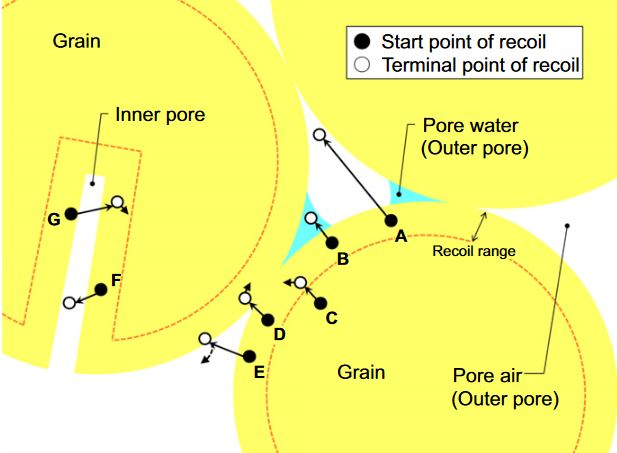 Grain
Start point of recoil
Terminal point of recoil
Inner pore
Pore water
(Outer pore)
G
A
B
Recoil range
F
C
D
E
Grain
Pore air
(Outer pore)